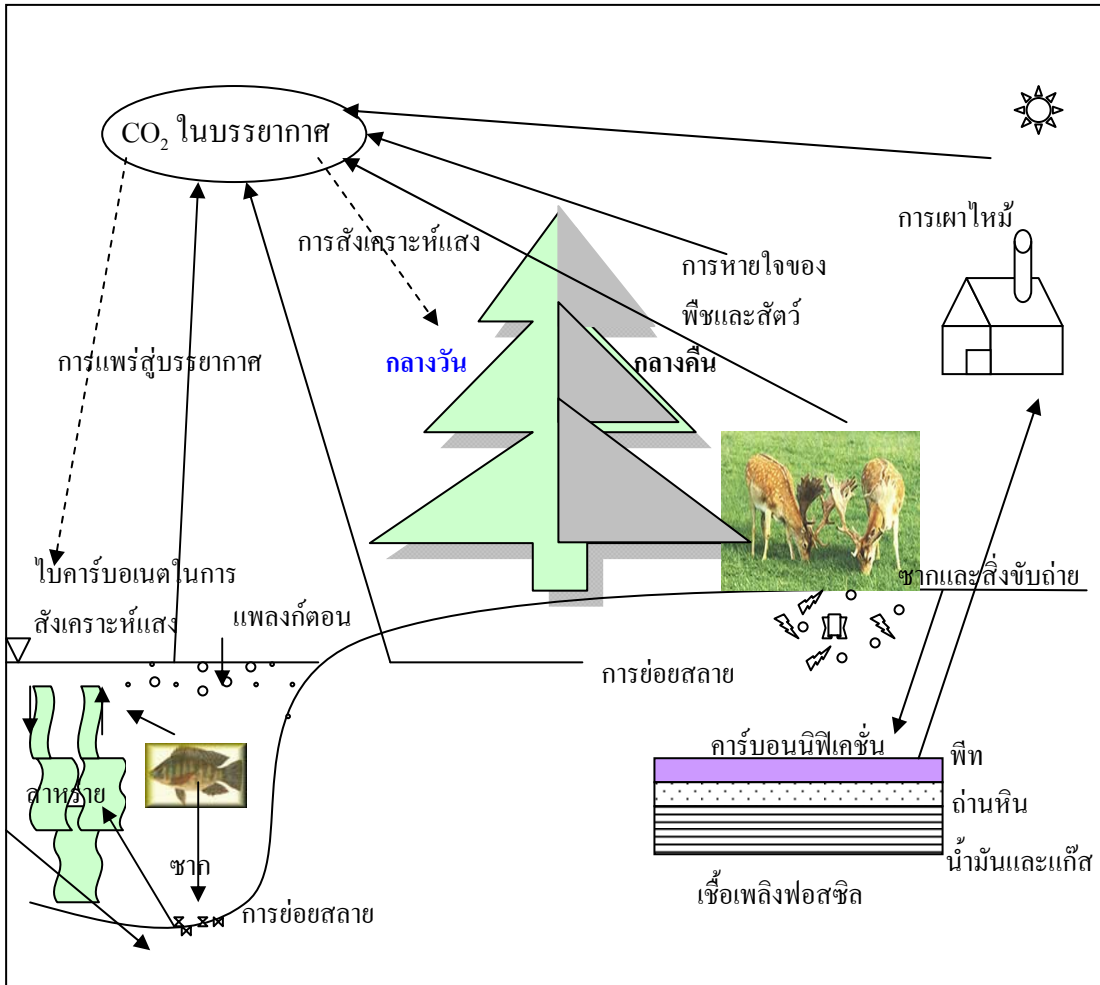 CO2 ในบรรยากาศ
การเผาไหม้
การสังเคราะห์แสง
การหายใจของ
พืชและสัตว์
การแพร่สู่บรรยากาศ
กลางวัน
กลางคืน
ไบคาร์บอเนตในการ
สังเคราะห์แสง
แพลงก์ตอน
ซากและสิ่งขับถ่าย
การย่อยสลาย
คาร์บอนนิฟิเคชั่น
พีท
สาหร่าย
ถ่านหิน
น้ำมันและแก๊ส
ซาก
เชื้อเพลิงฟอสซิล
การย่อยสลาย